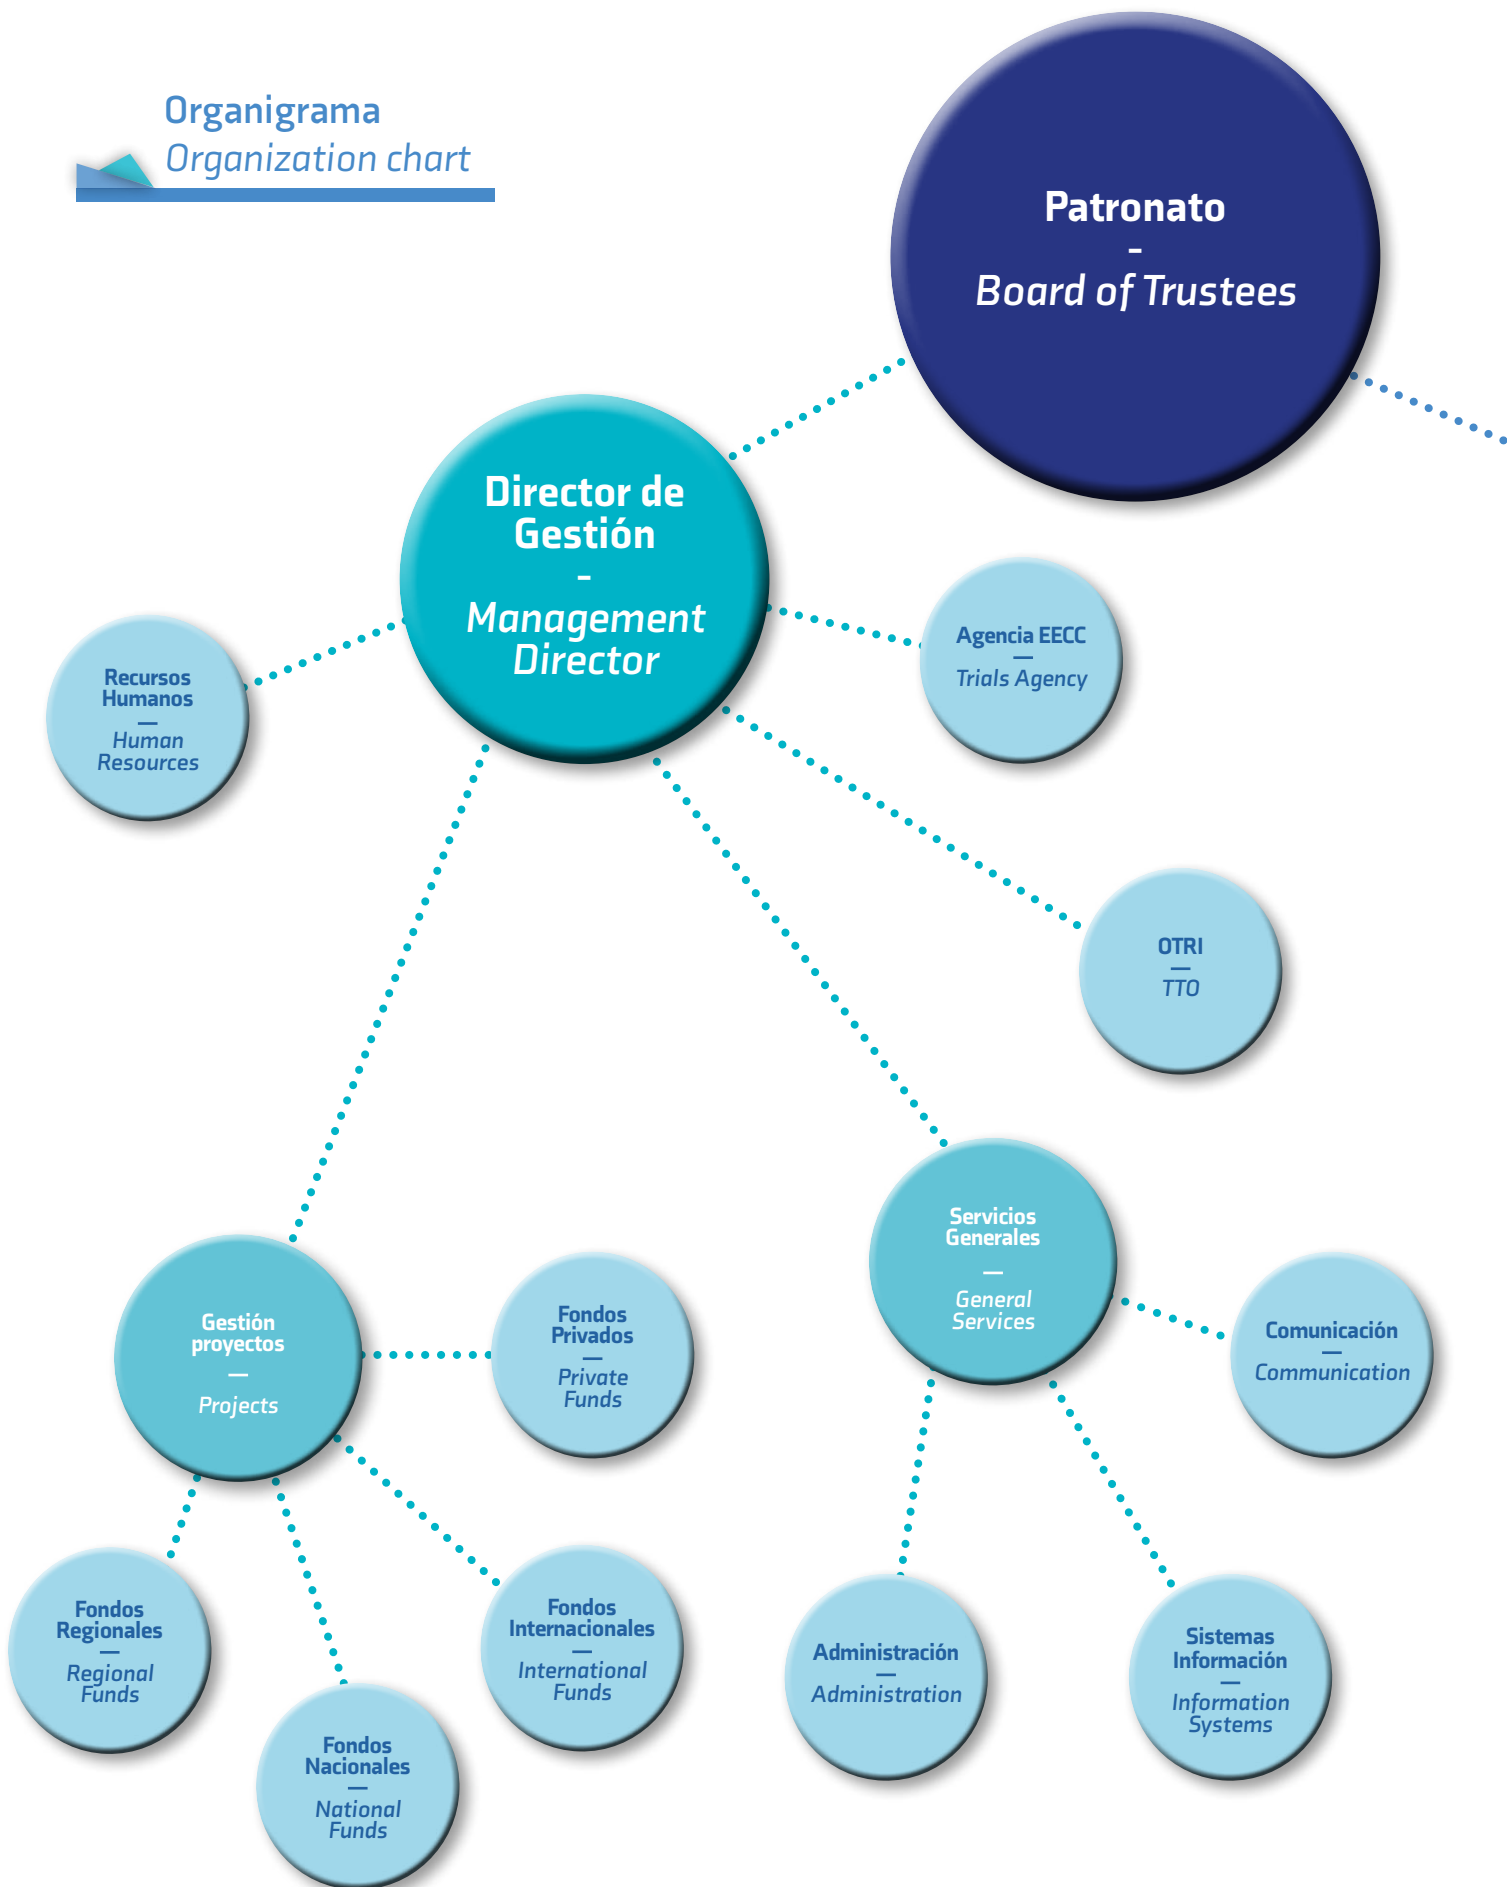 Organigrama
Organization chart
Patronato
-
Board of Trustees
Director de
Gestión
-
Management
Director
Agencia EECC
—
Trials Agency
Recursos
Humanos
—
Human
Resources
OTRI
—
TTO
Servicios
Generales
—
General
Services
Gestión
proyectos
—
Projects
Fondos
Privados
—
Private
Funds
Comunicación
—
Communication
Fondos
Regionales
—
Regional
Funds
Fondos
Internacionales
—
International
Funds
Administración
—
Administration
Sistemas
Información
—
Information
Systems
Fondos
Nacionales
—
National
Funds